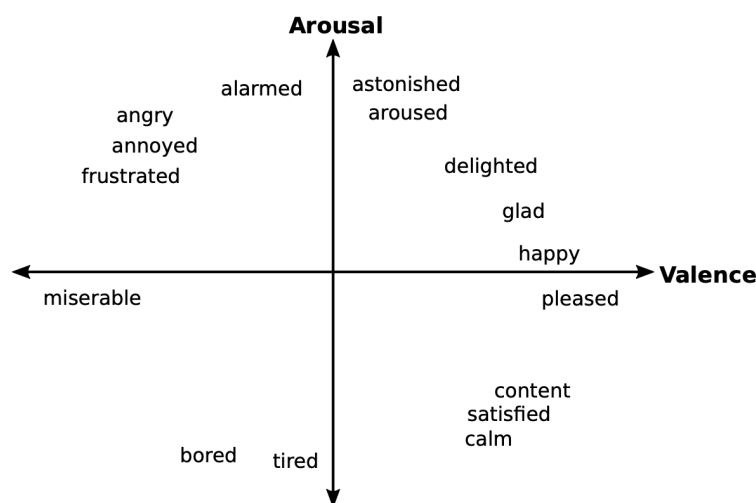 Arousal
alarmed
astonished
aroused
angry
annoyed
frustrated
delighted
glad
happy
Valence
miserable
pleased
content
satisfied
calm
bored
tired